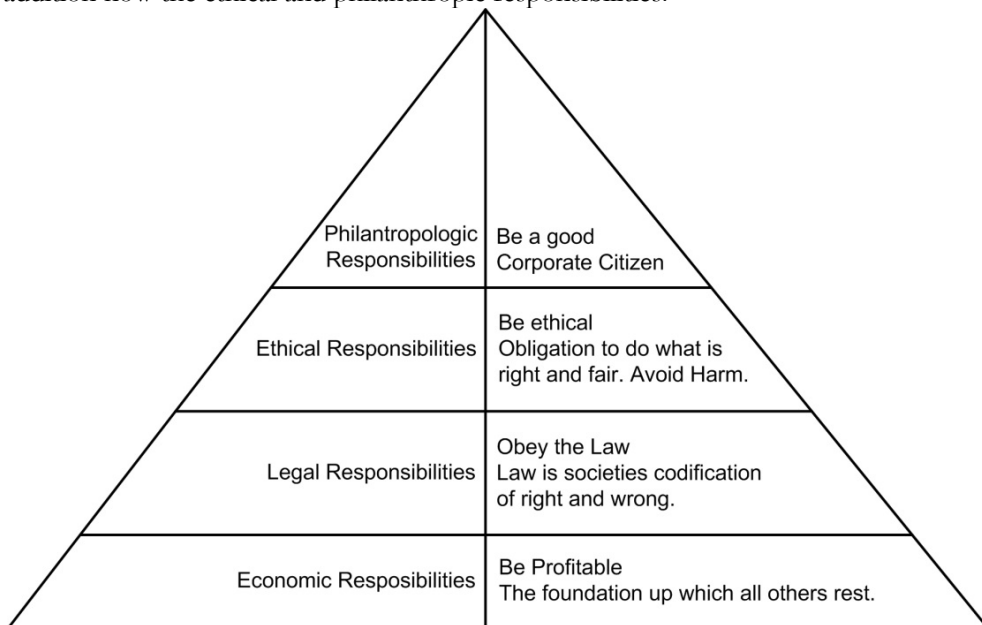 addition how the ethical and philanthropic responsibilities.
Philantropologic
Responsibilities
Be a good
Corporate Citizen
Ethical Responsibilities
Be ethical
Obligation to do what is
right and fair. Avoid Harm.
Legal Responsibilities
Obey the Law
Law is societies codification
of right and wrong.
Economic Resposibilities
Be Profitable
The foundation up which all others rest.